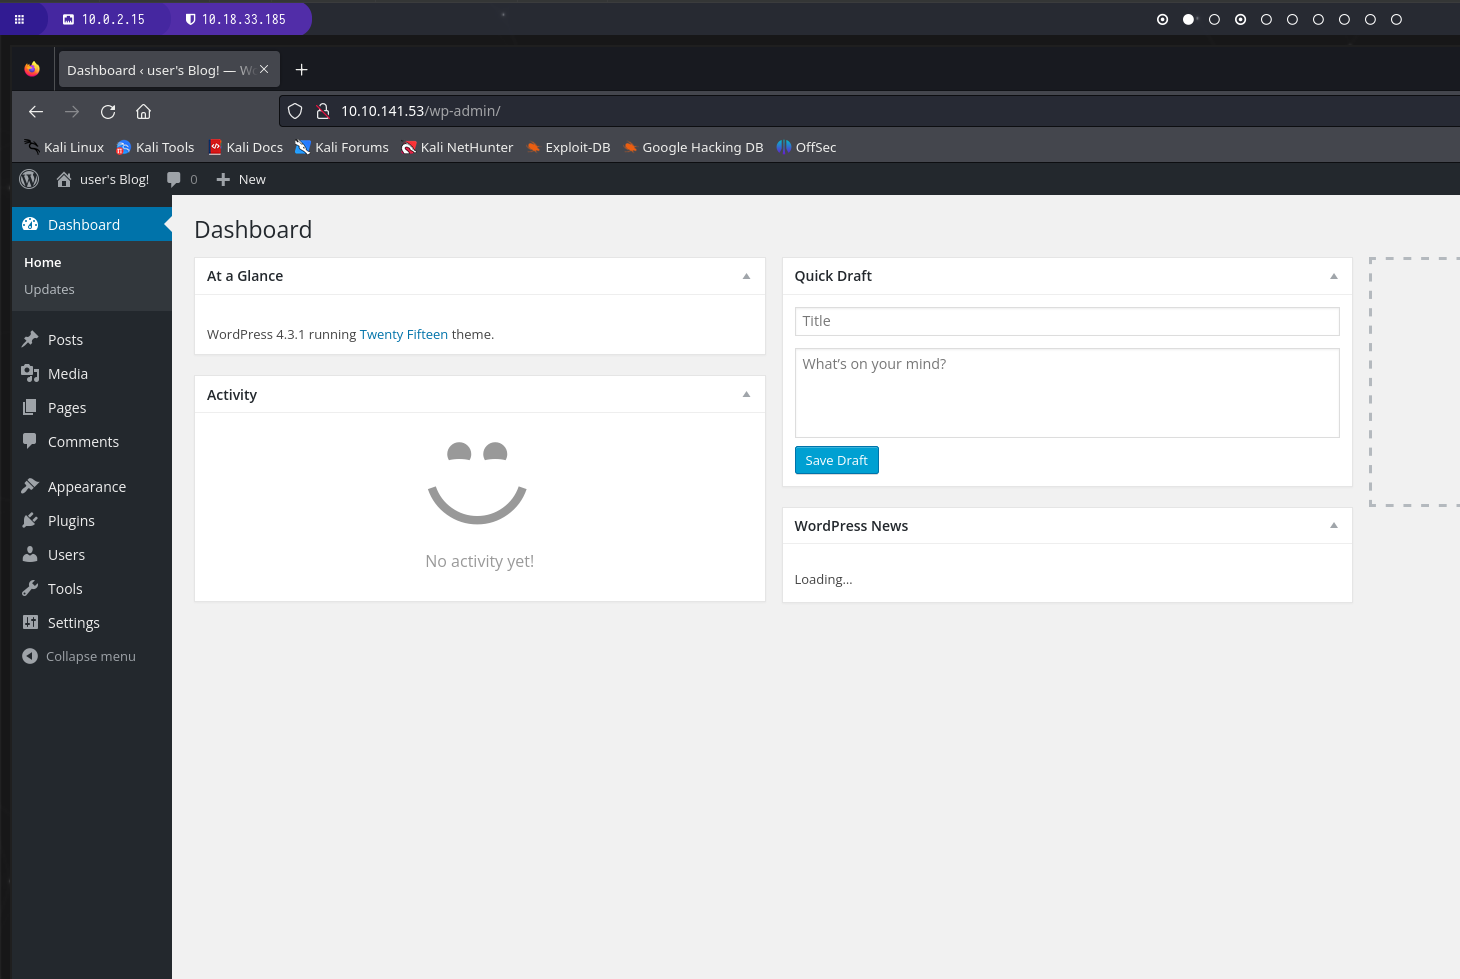 10.0.2.15 10.18.33.185
Dashboard ‹ user's Blog! — Wo
10.10.141.53/wp-admin/
Kali Linux Kali Tools Kali Docs Kali Forums Kali NetHunter Exploit-DB Google Hacking DB OffSec
user's Blog! 0 New
Dashboard
Home
Updates
Posts
Media
Pages
Comments
Appearance
Plugins
Users
Tools
Settings
Collapse menu
Dashboard
At a Glance
WordPress 4.3.1 running Twenty Fifteen theme.
Activity
No activity yet!
Quick Draft
Title
What's on your mind?
Save Draft
WordPress News
Loading...